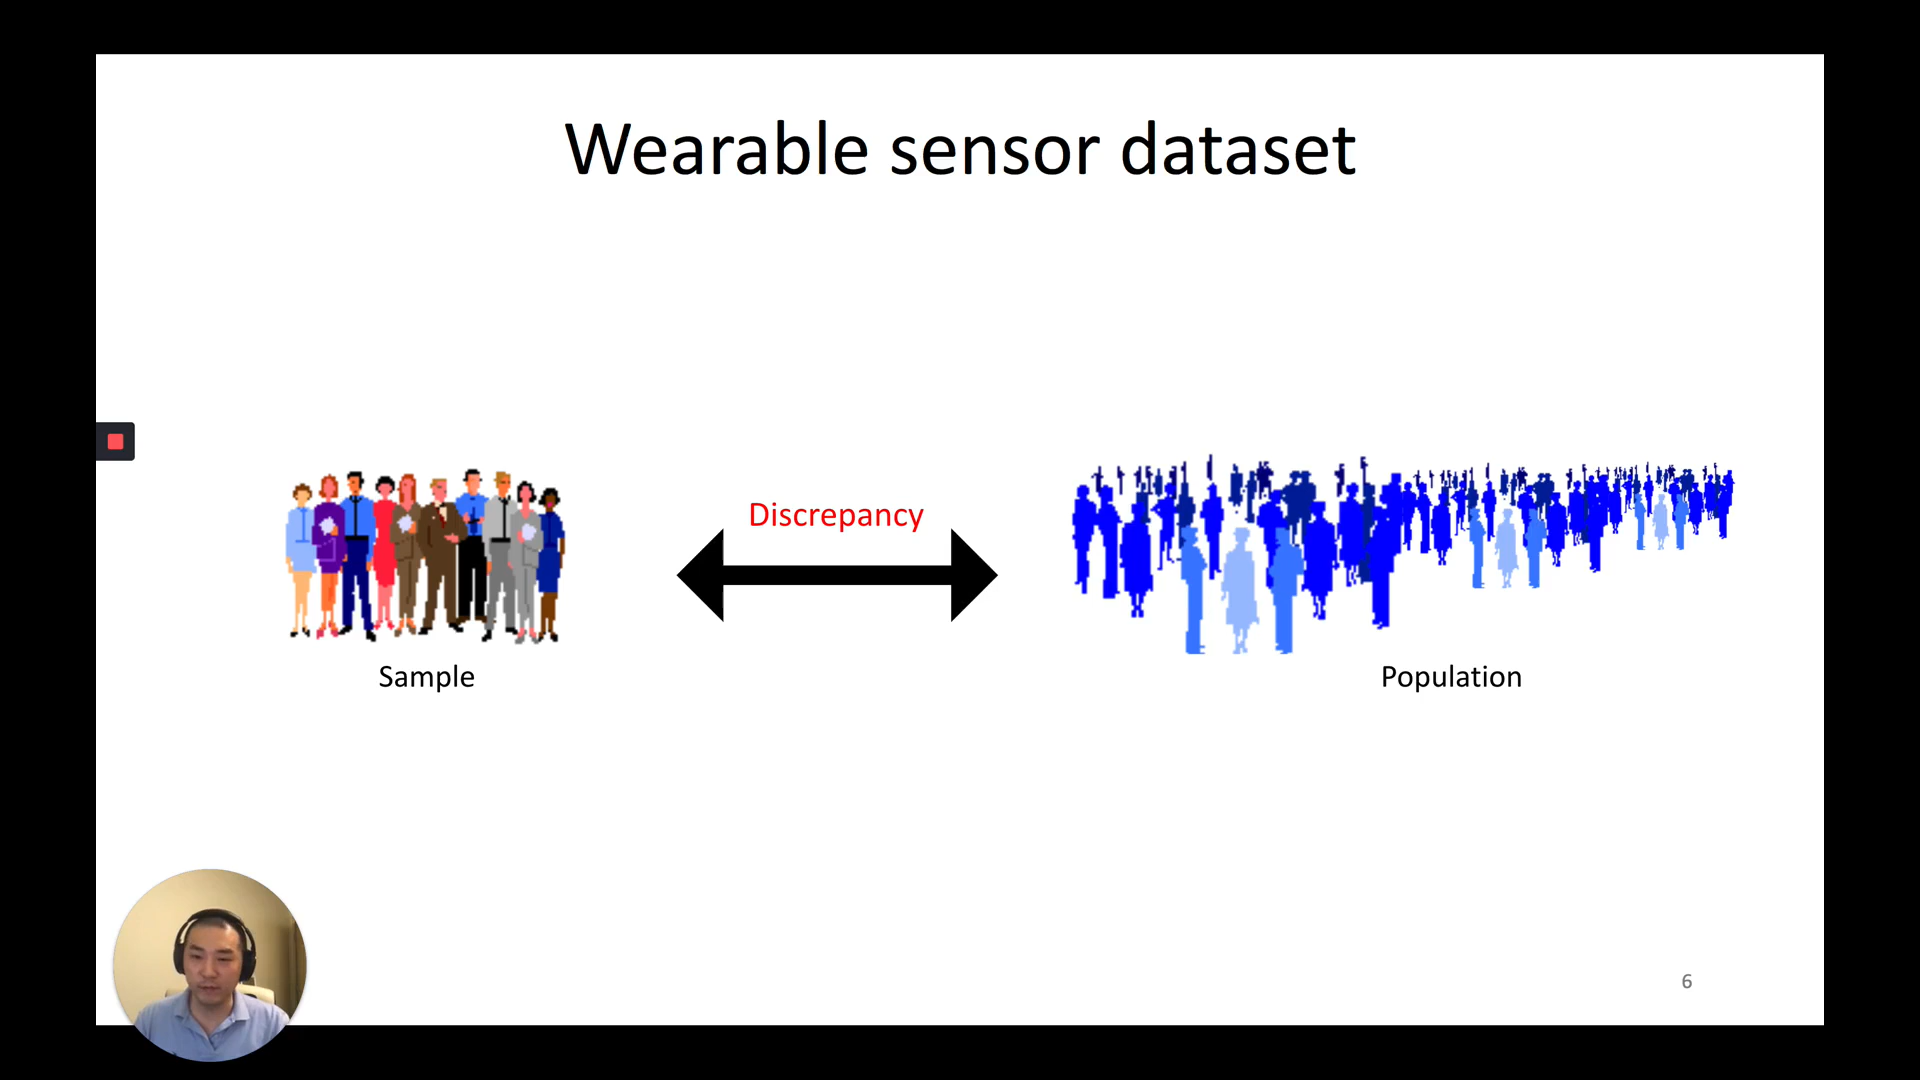 Wearable sensor dataset
Discrepancy
Sample
Population
6